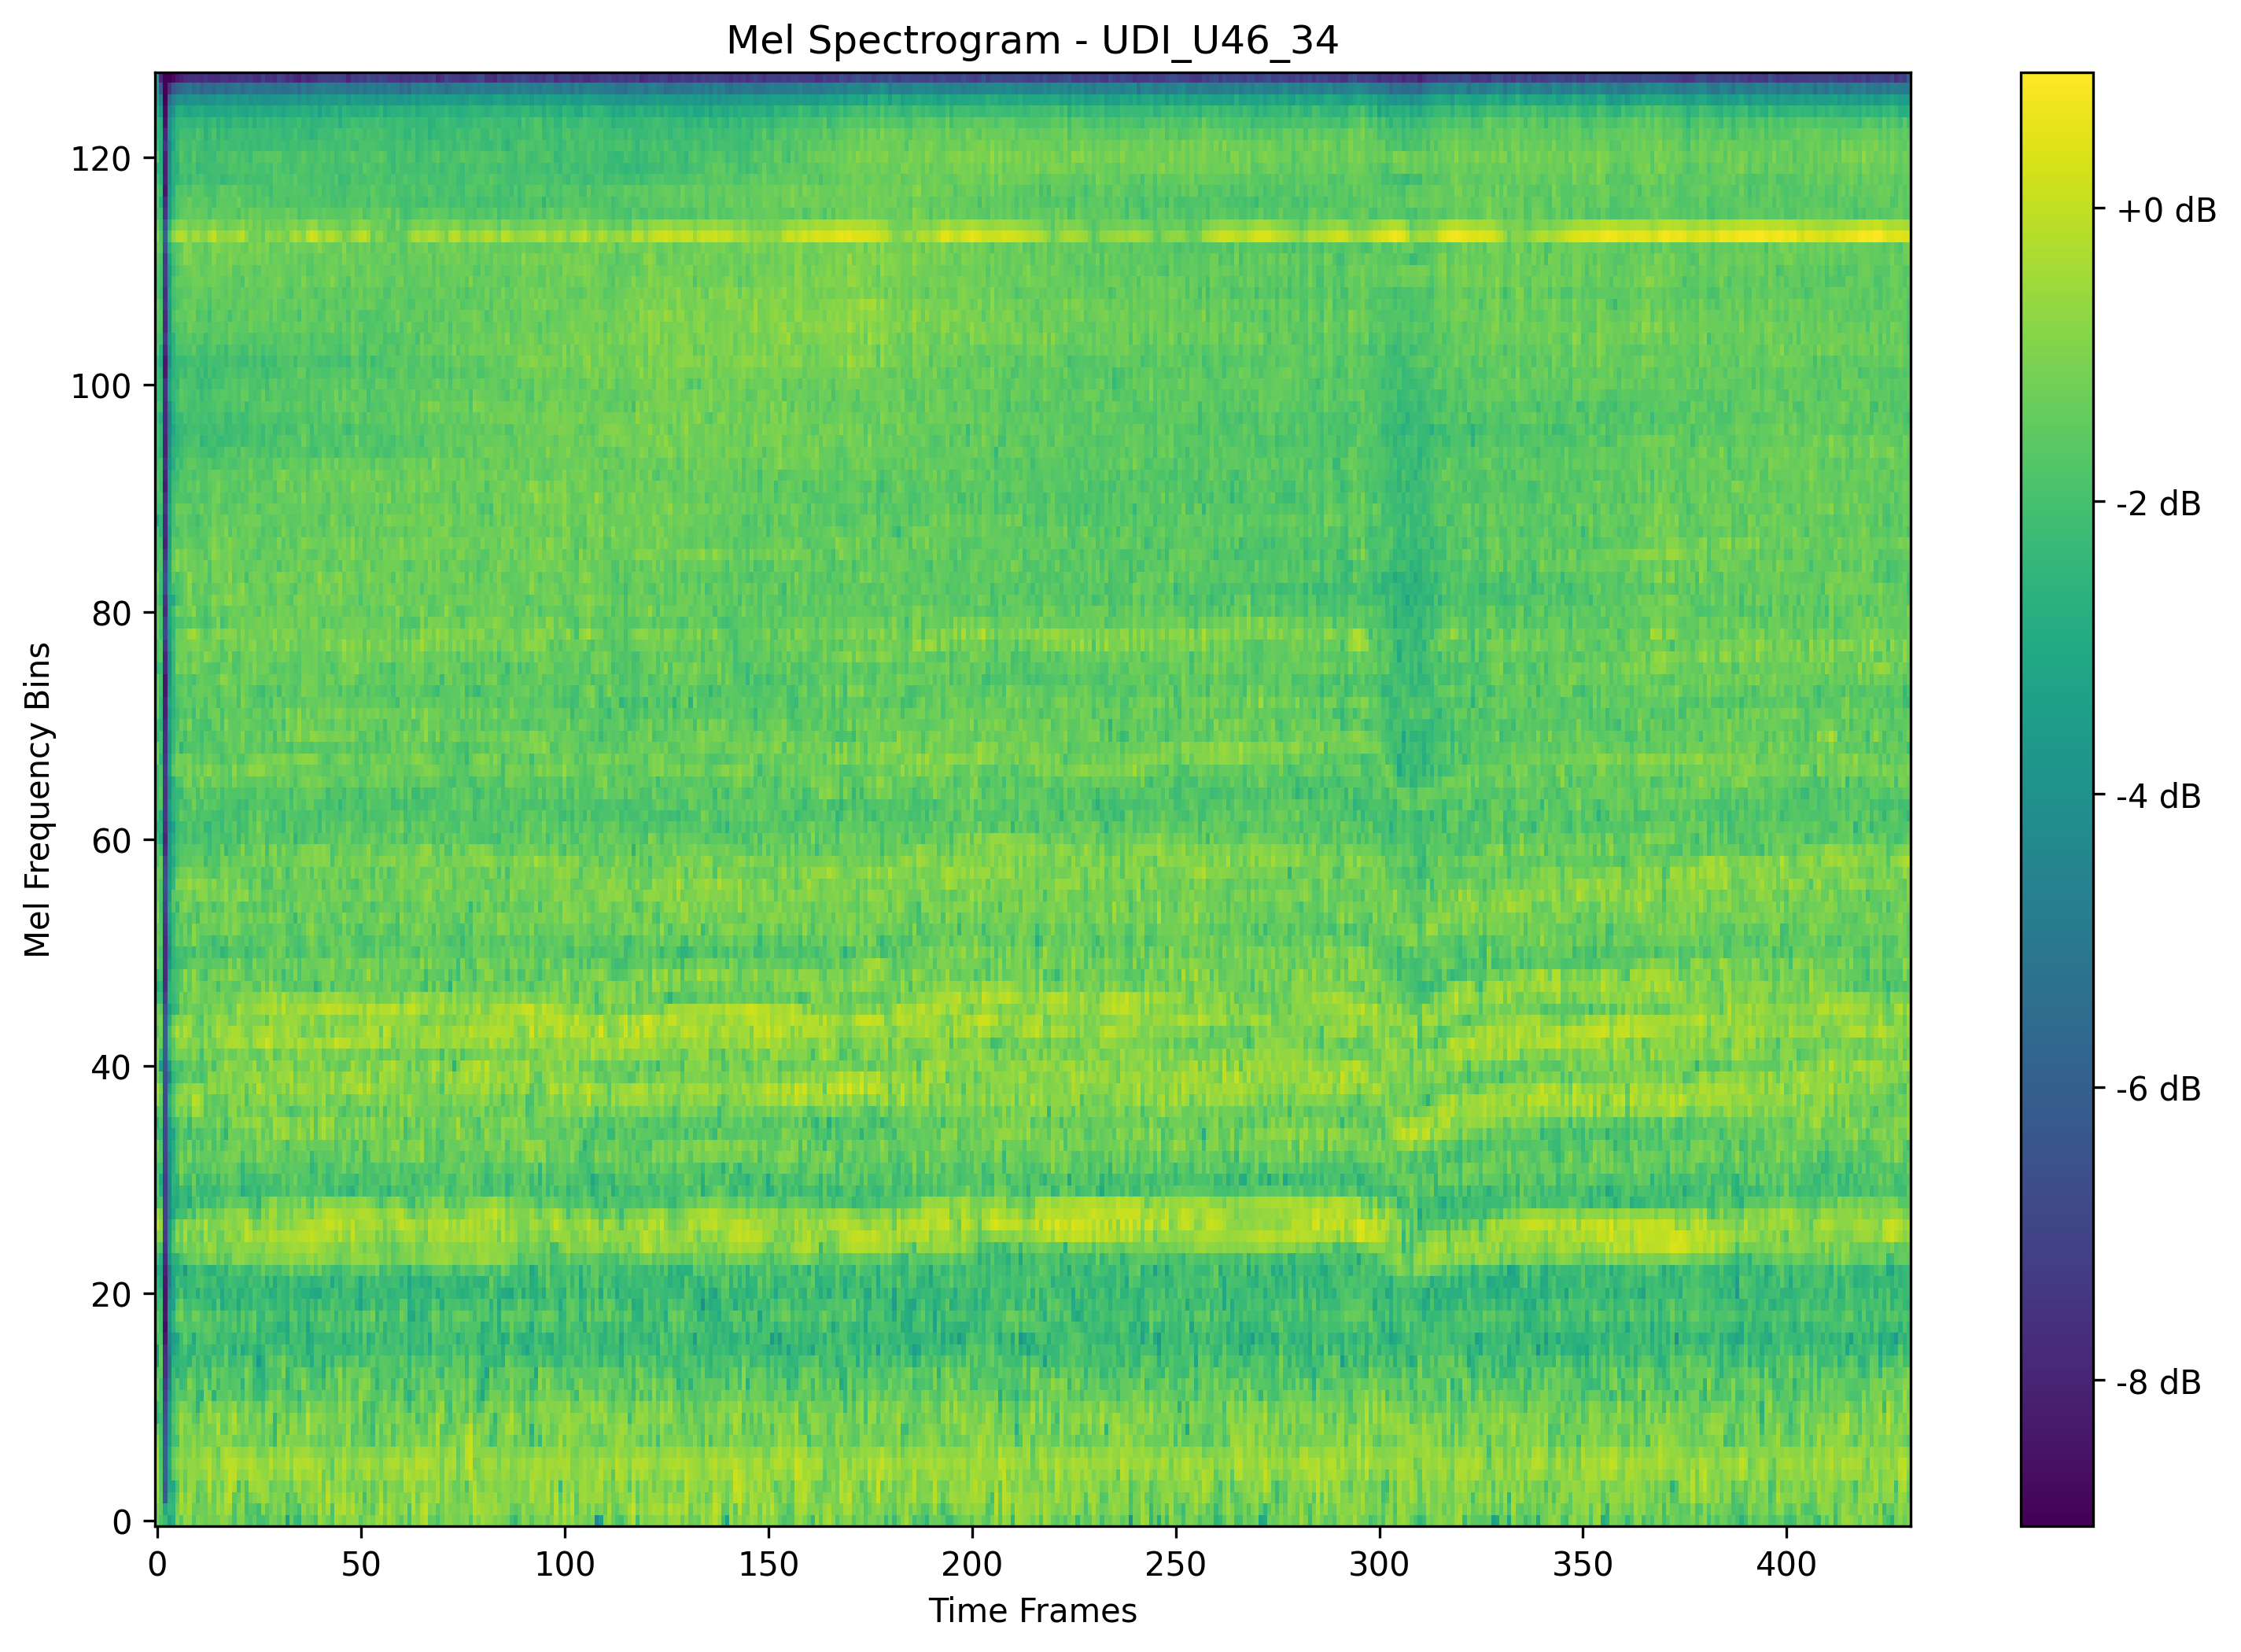 Mel Spectrogram - UDI_U46_34
Mel Frequency Bins
120
100
80
60
40
20
0
0 50 100 150 200 250 300 350 400
Time Frames
+0 dB
-2 dB
-4 dB
-6 dB
-8 dB